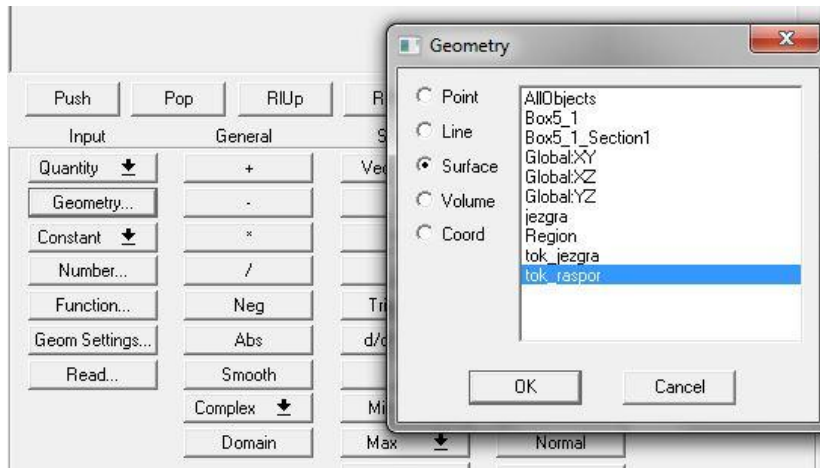 Geometry
Push Pop RlUp
Input General
Quantity +
Geometry... -
Constant *
Number... /
Function... Neg
Geom Settings... Abs
Read... Smooth
Complex
Domain
Max Normal
Point
Line
Surface
Volume
Coord
AllObjects
Box5_1
Box5_1_Section1
Global:XY
Global:XZ
Global:YZ
jezgra
Region
tok_jezgra
tok_raspor
OK Cancel